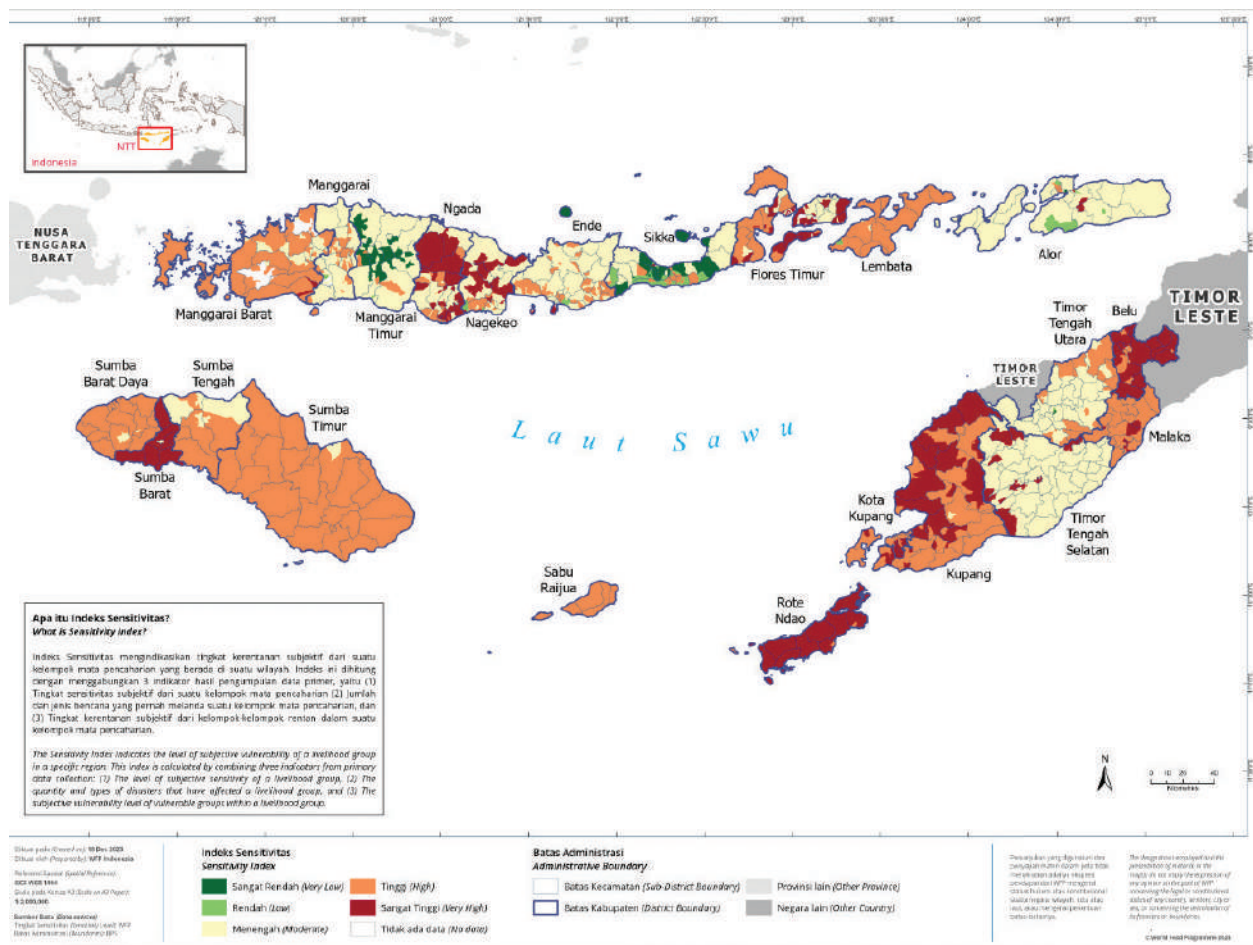 Indonesia
NTT
NUSA
TENGGARA
BARAT
Manggarai
Ngada
Ende
Sikka
Flores Timur
Lembata
Alor
Manggarai Barat
Manggarai
Timur
Nagekeo
TIMOR
LESTE
Timor
Tengah
Utara
Belu
TIMOR
LESTE
Malaka
Sumba
Barat Daya
Sumba
Tengah
Sumba
Timur
Sumba
Barat
Laut Sawu
Kota
Kupang
Timor
Tengah
Selatan
Kupang
Sabu
Raijua
Rote
Ndao
Apa itu Indeks Sensitivitas?
What is Sensitivity Index?
Indeks Sensitivitas mengindikasikan tingkat kerentanan subjektif dari suatu
kelompok mata pencaharian yang berada di suatu wilayah. Indeks ini dihitung
dengan menggabungkan 3 indikator hasil pengumpulan data primer, yaitu (1)
Tingkat sensitivitas subjektif dari suatu kelompok mata pencaharian (2) Jumlah
dan jenis bencana yang pernah melanda suatu kelompok mata pencaharian, dan
(3) Tingkat kerentanan subjektif dari kelompok-kelompok rentan dalam suatu
kelompok mata pencaharian.
The Sensitivity Index indicates the level of subjective vulnerability of a livelihood group
in a specific region. This index is calculated by combining three indicators from primary
data collection: (1) The level of subjective sensitivity of a livelihood group, (2) The
quantity and types of disasters that have affected a livelihood group, and (3) The
subjective vulnerability level of vulnerable groups within a livelihood group.
N
0 10 20 40
Kilometers
Indeks Sensitivitas
Sensitivity Index
Sangat Rendah (Very Low)
Rendah (Low)
Menengah (Moderate)
Tinggi (High)
Sangat Tinggi (Very High)
Tidak ada data (No data)
Batas Administrasi
Administrative Boundary
Batas Kecamatan (Sub-District Boundary)
Batas Kabupaten (District Boundary)
Provinsi lain (Other Province)
Negara lain (Other Country)
© World Food Programme 2023